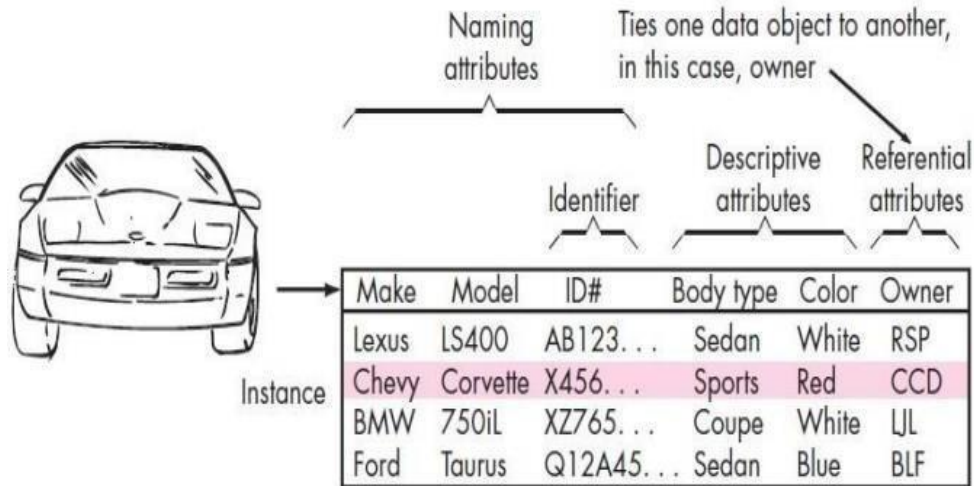 Naming
attributes
Ties one data object to another,
in this case, owner
Identifier
Descriptive
attributes
Referential
attributes
Make Model ID# Body type Color Owner
Lexus LS400 AB123. . . Sedan White RSP
Instance
Chevy Corvette X456. . . Sports Red CCD
BMW 750iL XZ765. . . Coupe White LJL
Ford Taurus Q12A45. . . Sedan Blue BLF